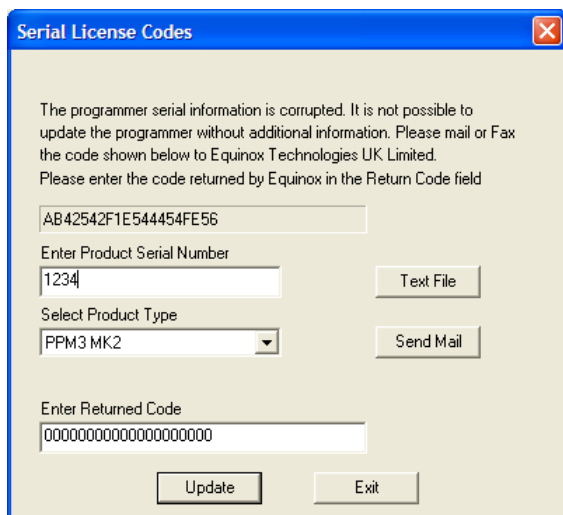 Serial License Codes
The programmer serial information is corrupted. It is not possible to
update the programmer without additional information. Please mail or Fax
the code shown below to Equinox Technologies UK Limited.
Please enter the code returned by Equinox in the Return Code field
AB42542F1E544454FE56
Enter Product Serial Number
1234
Text File
Select Product Type
PPM3 MK2
Send Mail
Enter Returned Code
00000000000000000000
Update
Exit